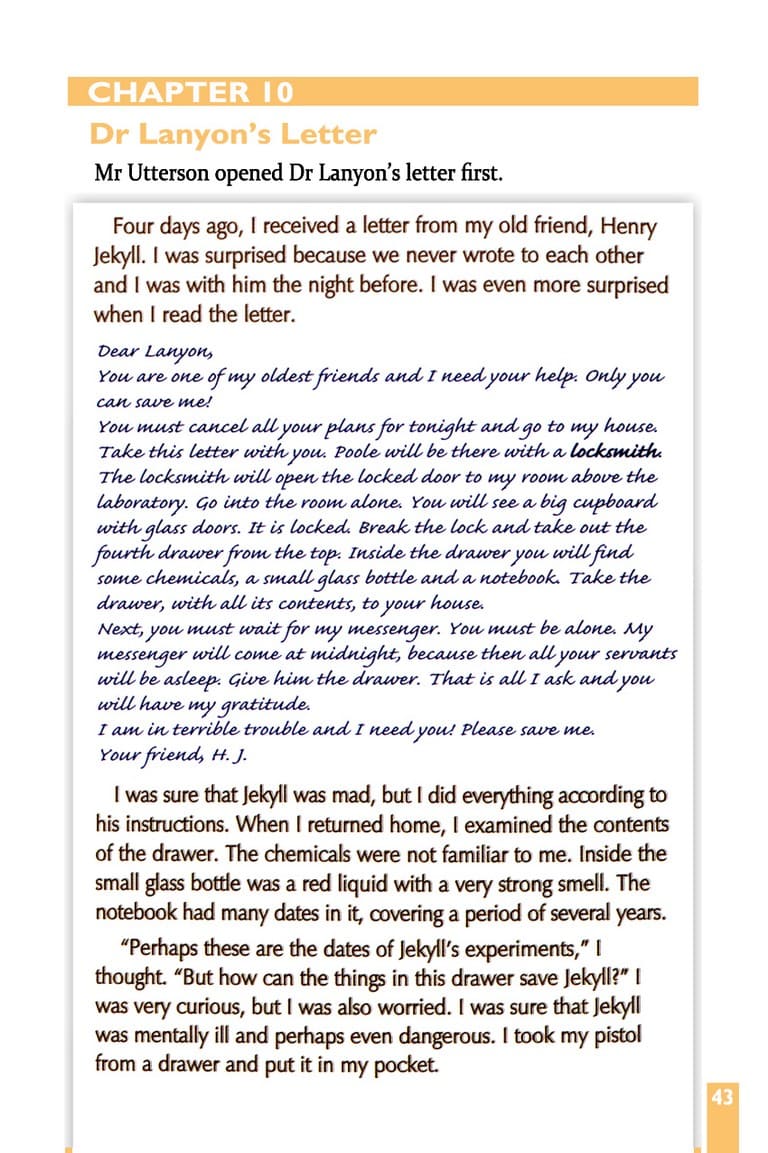 CHAPTER 10
Dr Lanyon's Letter
Mr Utterson opened Dr Lanyon's letter first.
Four days ago, I received a letter from my old friend, Henry
Jekyll. I was surprised because we never wrote to each other
and I was with him the night before. I was even more surprised
when I read the letter.
Dear Lanyon,
You are one of my oldest friends and I need your help. Only you
can save me!
You must cancel all your plans for tonight and go to my house.
Take this letter with you. Poole will be there with a locksmith.
The locksmith will open the locked door to my room above the
laboratory. Go into the room alone. You will see a big cupboard
with glass doors. It is locked. Break the lock and take out the
fourth drawer from the top. Inside the drawer you will find
some chemicals, a small glass bottle and a notebook. Take the
drawer, with all its contents, to your house.
Next, you must wait for my messenger. You must be alone. My
messenger will come at midnight, because then all your servants
will be asleep. Give him the drawer. That is all I ask and you
will have my gratitude.
I am in terrible trouble and I need you! Please save me.
Your friend, H. J.
I was sure that Jekyll was mad, but I did everything according to
his instructions. When I returned home, I examined the contents
of the drawer. The chemicals were not familiar to me. Inside the
small glass bottle was a red liquid with a very strong smell. The
notebook had many dates in it, covering a period of several years.
"Perhaps these are the dates of Jekyll's experiments," I
thought. "But how can the things in this drawer save Jekyll?" I
was very curious, but I was also worried. I was sure that Jekyll
was mentally ill and perhaps even dangerous. I took my pistol
from a drawer and put it in my pocket.
43